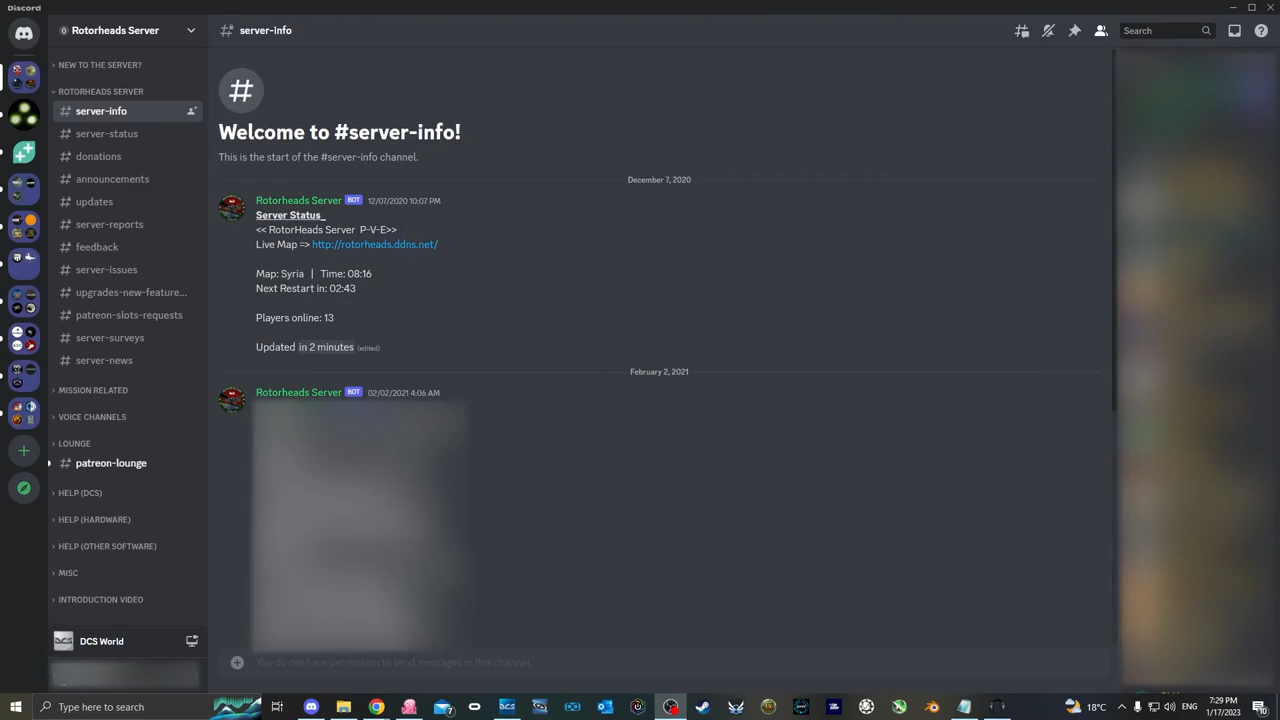 Discord
Rotorheads Server
server-info
Search
NEW TO THE SERVER?
ROTORHEADS SERVER
server-info
server-status
donations
announcements
updates
server-reports
feedback
server-issues
upgrades-new-feature...
patreon-slots-requests
server-surveys
server-news
MISSION RELATED
VOICE CHANNELS
LOUNGE
patreon-lounge
HELP (DCS)
HELP (HARDWARE)
HELP (OTHER SOFTWARE)
MISC
INTRODUCTION VIDEO
DCS World
Welcome to #server-info!
This is the start of the #server-info channel.
December 7, 2020
Rotorheads Server BOT 12/07/2020 10:07 PM
Server Status_
<< RotorHeads Server P-V-E>>
Live Map => http://rotorheads.ddns.net/
Map: Syria | Time: 08:16
Next Restart in: 02:43
Players online: 13
Updated in 2 minutes (edited)
February 2, 2021
Rotorheads Server BOT 02/02/2021 4:06 AM
You do not have permission to send messages in this channel.
Type here to search
18°C
ENG
7:29 PM
1/17/2023